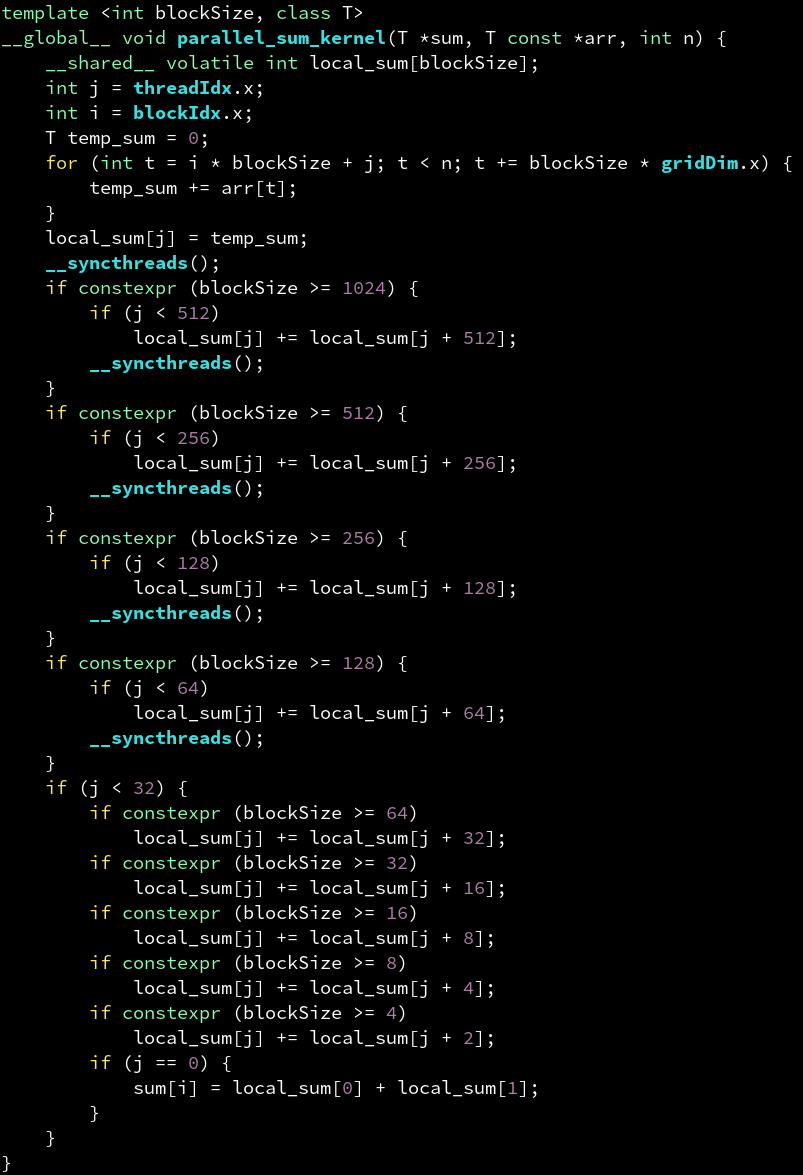 template <int blockSize, class T>
__global__ void parallel_sum_kernel(T *sum, T const *arr, int n) {
    __shared__ volatile int local_sum[blockSize];
    int j = threadIdx.x;
    int i = blockIdx.x;
    T temp_sum = 0;
    for (int t = i * blockSize + j; t < n; t += blockSize * gridDim.x) {
        temp_sum += arr[t];
    }
    local_sum[j] = temp_sum;
    __syncthreads();
    if constexpr (blockSize >= 1024) {
        if (j < 512)
            local_sum[j] += local_sum[j + 512];
        __syncthreads();
    }
    if constexpr (blockSize >= 512) {
        if (j < 256)
            local_sum[j] += local_sum[j + 256];
        __syncthreads();
    }
    if constexpr (blockSize >= 256) {
        if (j < 128)
            local_sum[j] += local_sum[j + 128];
        __syncthreads();
    }
    if constexpr (blockSize >= 128) {
        if (j < 64)
            local_sum[j] += local_sum[j + 64];
        __syncthreads();
    }
    if (j < 32) {
        if constexpr (blockSize >= 64)
            local_sum[j] += local_sum[j + 32];
        if constexpr (blockSize >= 32)
            local_sum[j] += local_sum[j + 16];
        if constexpr (blockSize >= 16)
            local_sum[j] += local_sum[j + 8];
        if constexpr (blockSize >= 8)
            local_sum[j] += local_sum[j + 4];
        if constexpr (blockSize >= 4)
            local_sum[j] += local_sum[j + 2];
        if (j == 0) {
            sum[i] = local_sum[0] + local_sum[1];
        }
    }
}